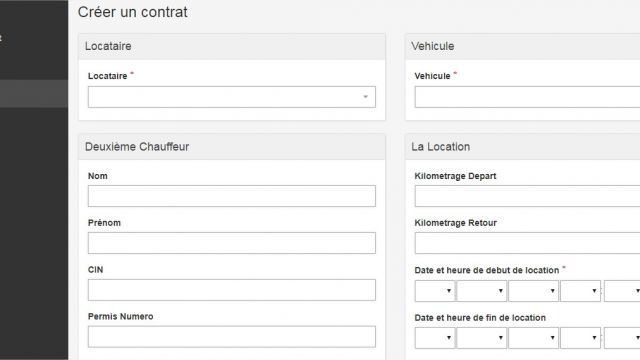 Créer un contrat
t
Locataire
Locataire *
Vehicule
Vehicule *
Deuxième Chauffeur
Nom
Prénom
CIN
Permis Numero
La Location
Kilometrage Depart
Kilometrage Retour
Date et heure de debut de location *
:
Date et heure de fin de location
: